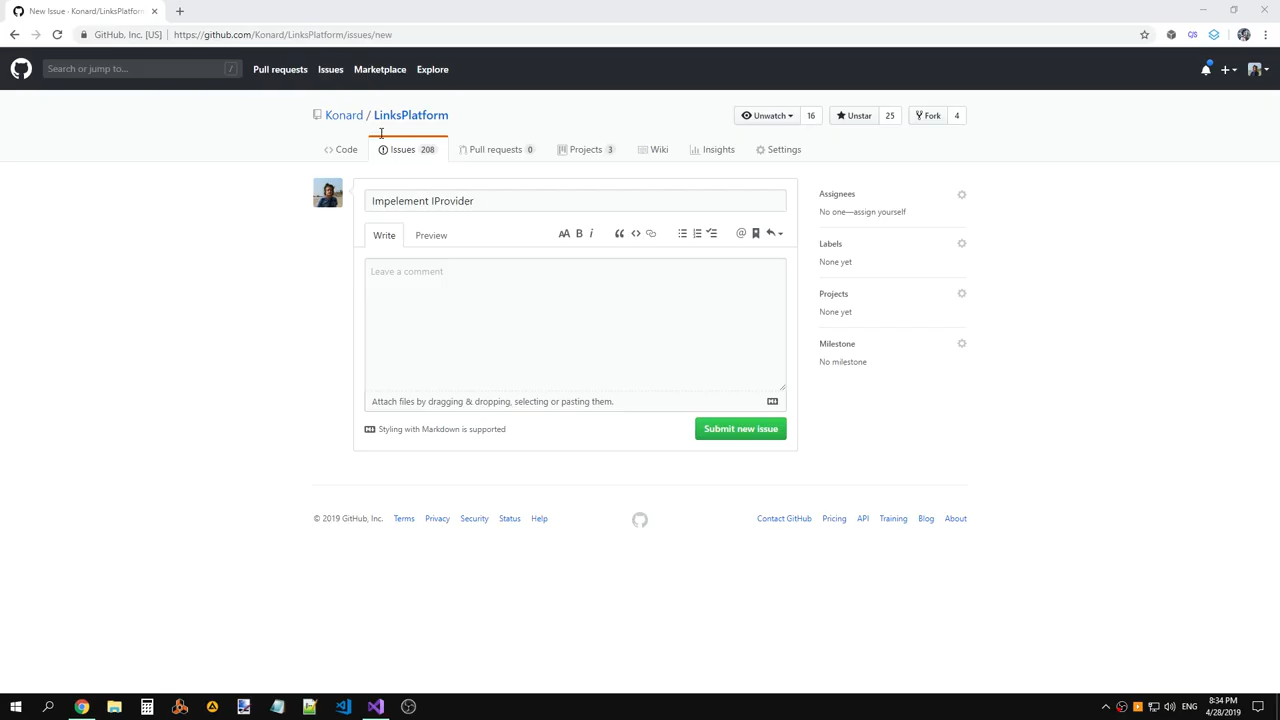 New Issue · Konard/LinksPlatform
GitHub, Inc. [US] https://github.com/Konard/LinksPlatform/issues/new
Search or jump to... / Pull requests Issues Marketplace Explore
Konard / LinksPlatform Unwatch 16 Unstar 25 Fork 4
Code Issues 208 Pull requests 0 Projects 3 Wiki Insights Settings
Impelement IProvider
Write Preview
Leave a comment
Attach files by dragging & dropping, selecting or pasting them.
Styling with Markdown is supported Submit new issue
Assignees
No one—assign yourself
Labels
None yet
Projects
None yet
Milestone
No milestone
© 2019 GitHub, Inc. Terms Privacy Security Status Help Contact GitHub Pricing API Training Blog About
ENG 8:34 PM
4/28/2019